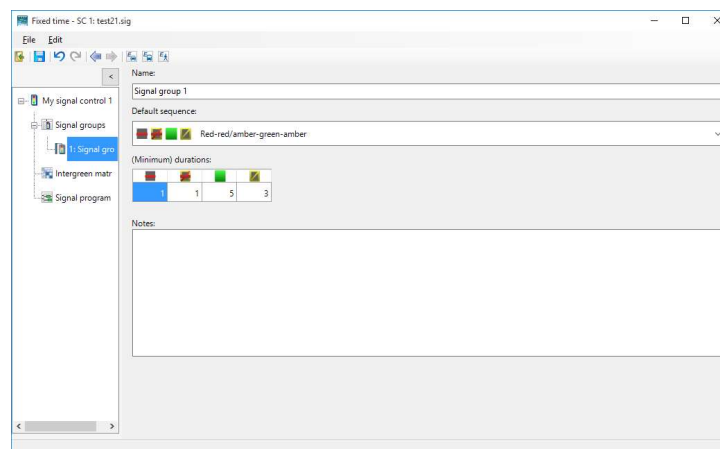 Fixed time - SC 1: test21.sig
File Edit
<
Name:
My signal control 1
Signal groups
1: Signal gro
Intergreen matr
Signal program
Signal group 1
Default sequence:
Red-red/amber-green-amber
(Minimum) durations:
1 1 5 3
Notes: